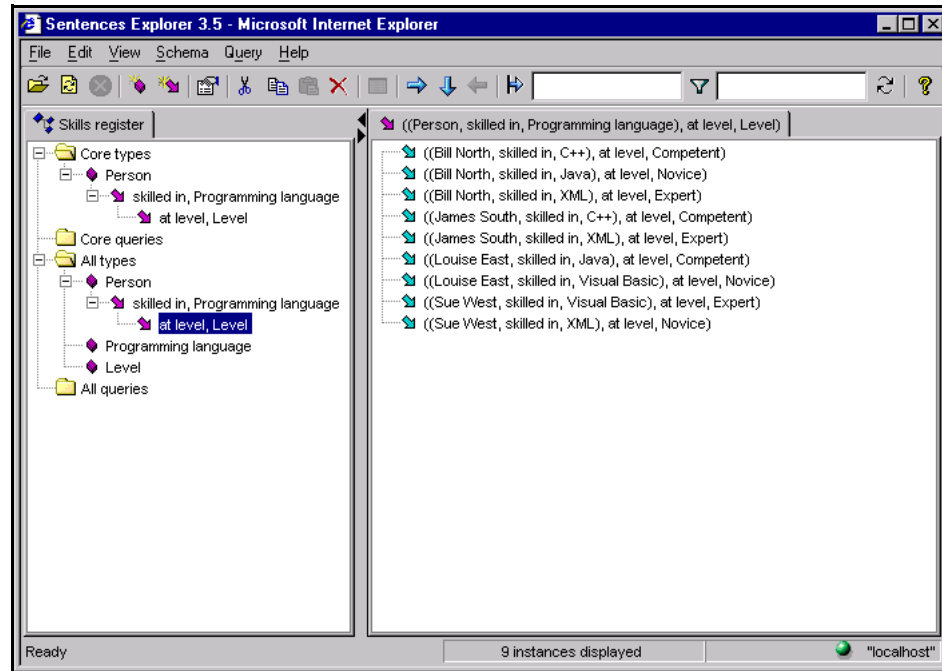 Sentences Explorer 3.5 - Microsoft Internet Explorer
File Edit View Schema Query Help
Skills register
Core types
Person
skilled in, Programming language
at level, Level
Core queries
All types
Person
skilled in, Programming language
at level, Level
Programming language
Level
All queries
((Person, skilled in, Programming language), at level, Level)
((Bill North, skilled in, C++), at level, Competent)
((Bill North, skilled in, Java), at level, Novice)
((Bill North, skilled in, XML), at level, Expert)
((James South, skilled in, C++), at level, Competent)
((James South, skilled in, XML), at level, Expert)
((Louise East, skilled in, Java), at level, Competent)
((Louise East, skilled in, Visual Basic), at level, Novice)
((Sue West, skilled in, Visual Basic), at level, Expert)
((Sue West, skilled in, XML), at level, Novice)
Ready 9 instances displayed "localhost"